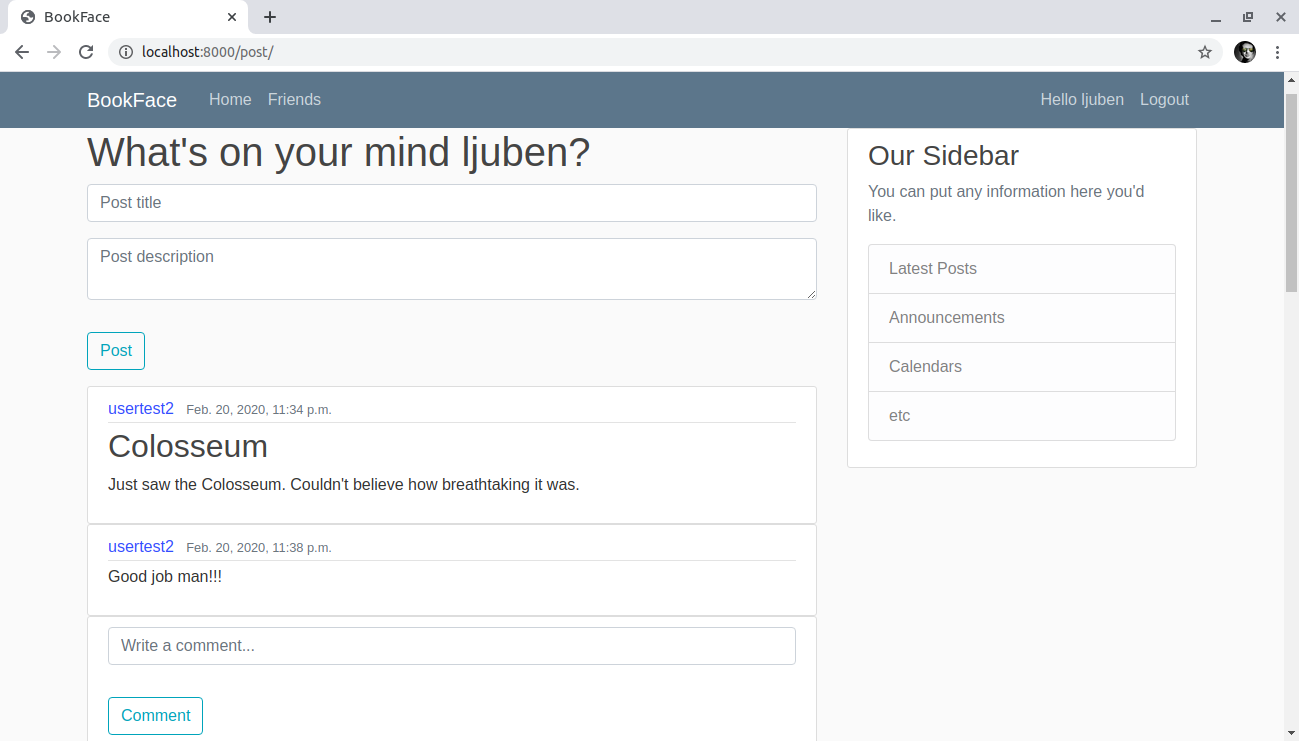 BookFace
localhost:8000/post/
BookFace Home Friends Hello ljuben Logout
What's on your mind ljuben?
Post title
Post description
Post
usertest2 Feb. 20, 2020, 11:34 p.m.
Colosseum
Just saw the Colosseum. Couldn't believe how breathtaking it was.
usertest2 Feb. 20, 2020, 11:38 p.m.
Good job man!!!
Write a comment...
Comment
Our Sidebar
You can put any information here you'd
like.
Latest Posts
Announcements
Calendars
etc